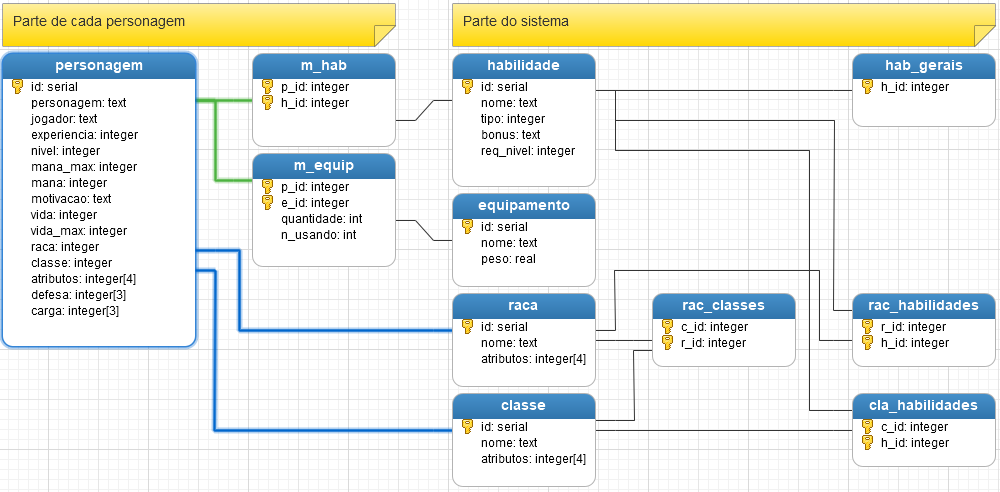 Parte de cada personagem
Parte do sistema
personagem
id: serial
personagem: text
jogador: text
experiencia: integer
nivel: integer
mana_max: integer
mana: integer
motivacao: text
vida: integer
vida_max: integer
raca: integer
classe: integer
atributos: integer[4]
defesa: integer[3]
carga: integer[3]
m_hab
p_id: integer
h_id: integer
m_equip
p_id: integer
e_id: integer
quantidade: int
n_usando: int
habilidade
id: serial
nome: text
tipo: integer
bonus: text
req_nivel: integer
equipamento
id: serial
nome: text
peso: real
raca
id: serial
nome: text
atributos: integer[4]
classe
id: serial
nome: text
atributos: integer[4]
rac_classes
c_id: integer
r_id: integer
hab_gerais
h_id: integer
rac_habilidades
r_id: integer
h_id: integer
cla_habilidades
c_id: integer
h_id: integer